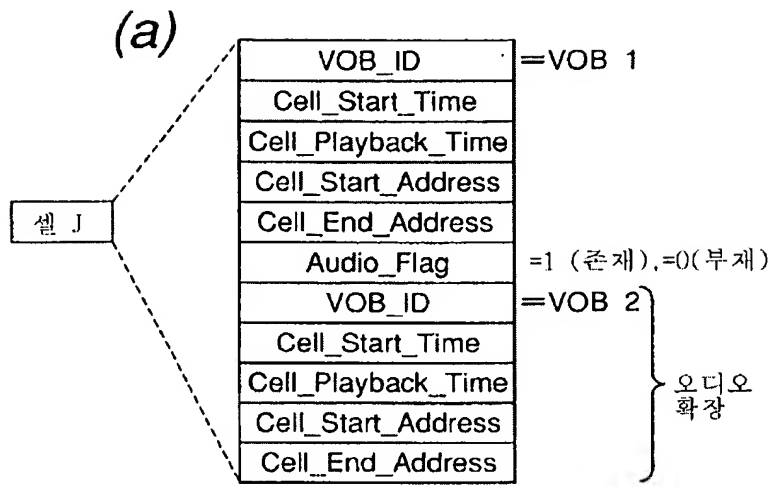 (a)
VOB_ID =VOB 1
Cell_Start_Time
Cell_Playback_Time
Cell_Start_Address
셀 J
Cell_End_Address
Audio_Flag =1 (존재),=0(부재)
VOB_ID =VOB 2
Cell_Start_Time
Cell_Playback_Time
오디오
확장
Cell_Start_Address
Cell_End_Address